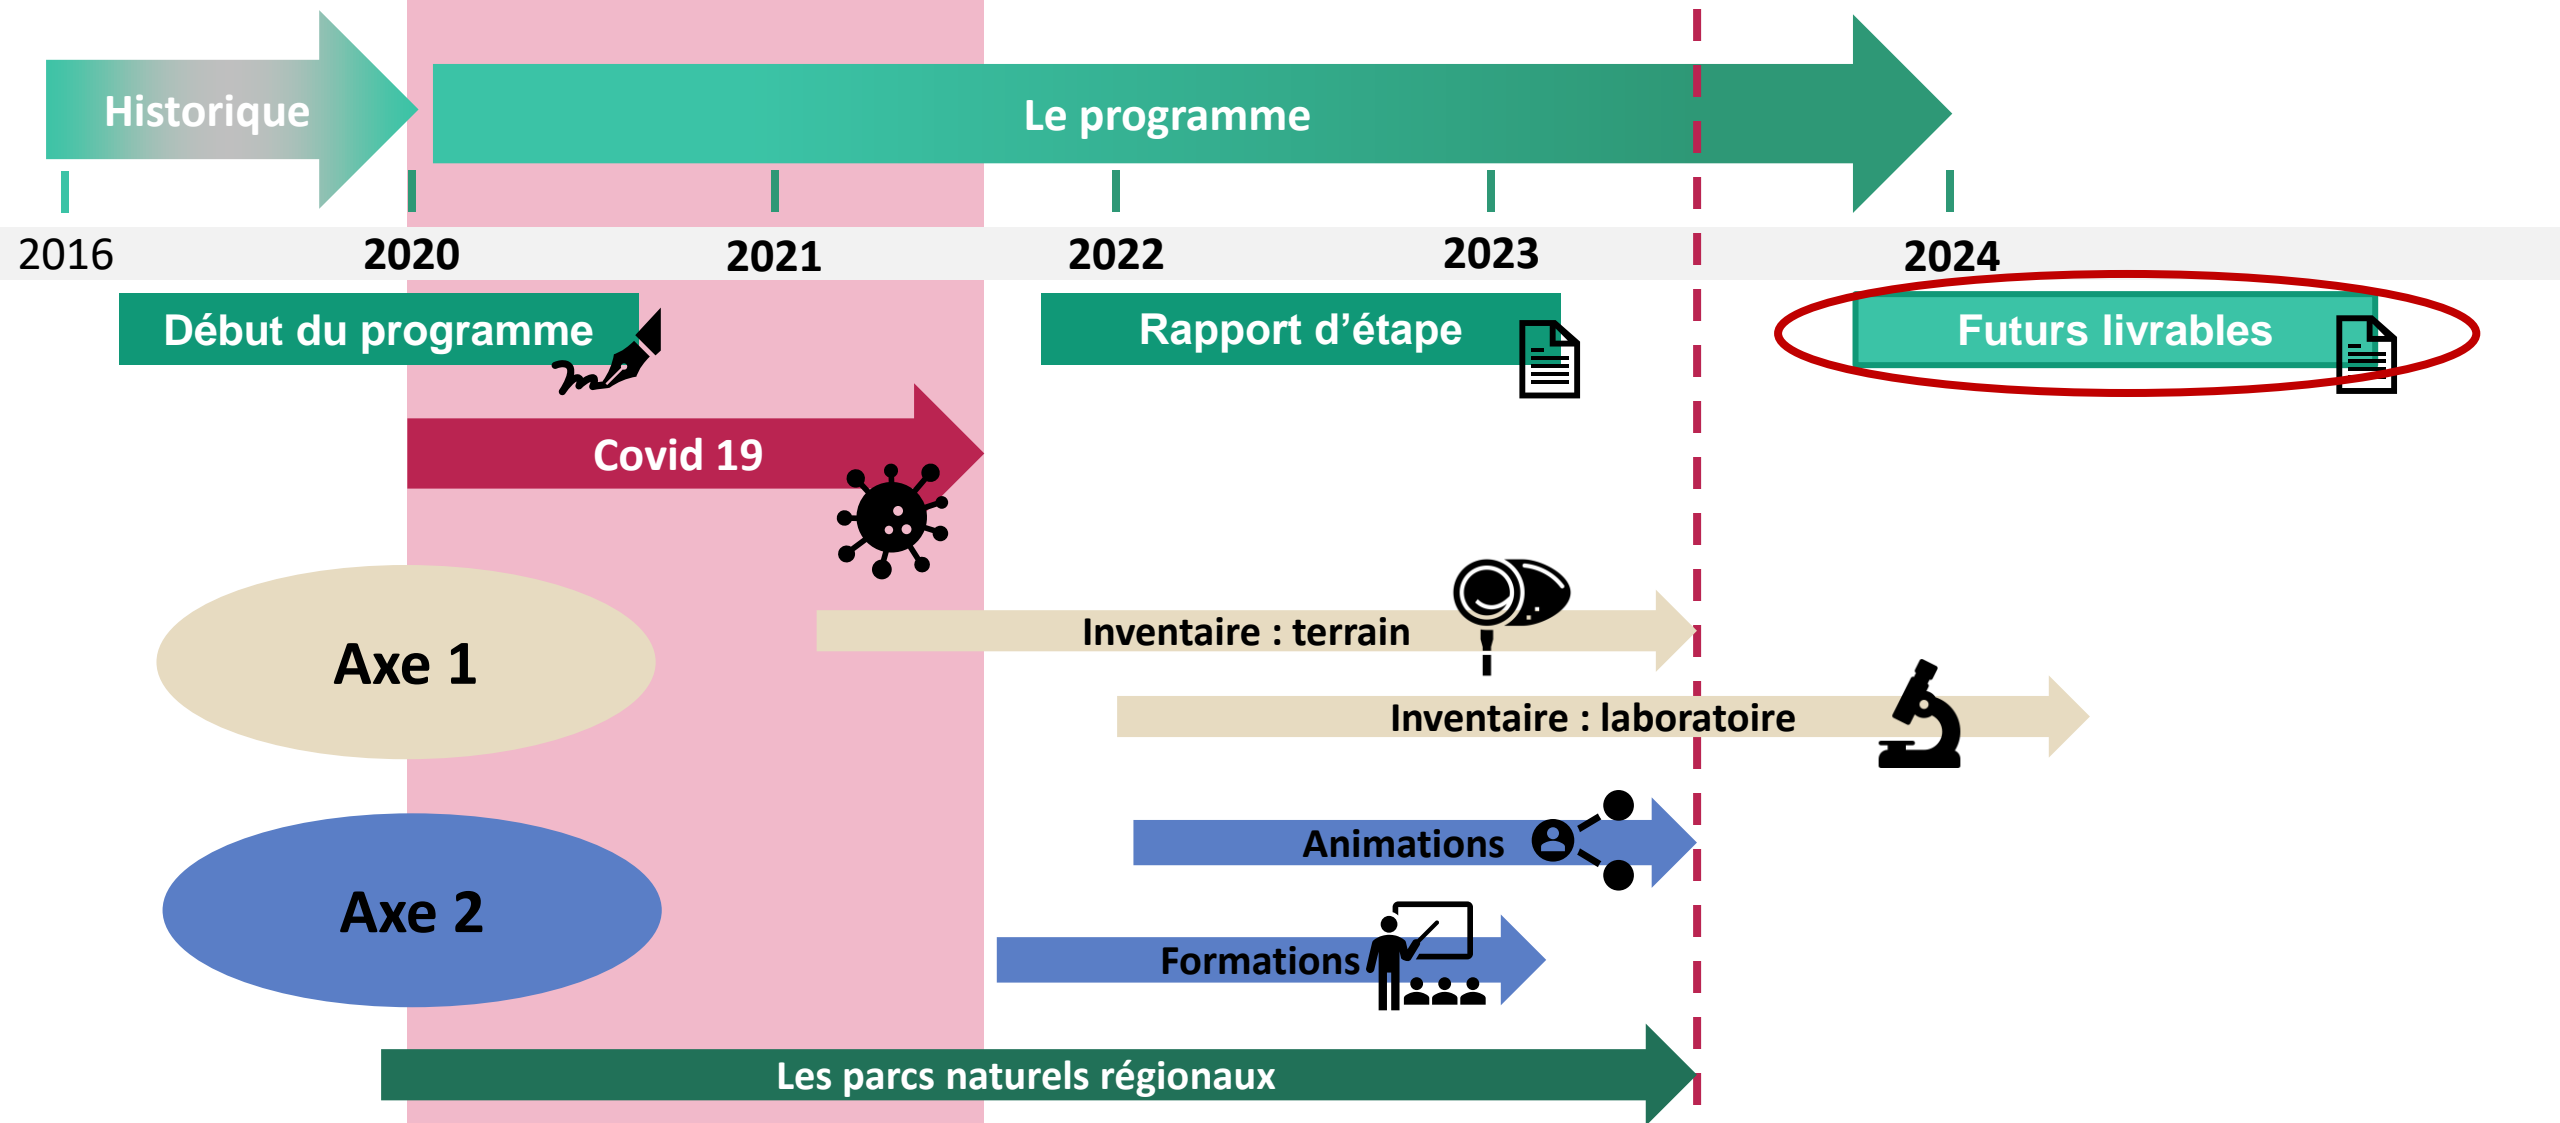 Historique
Le programme
2016
2020
2021
2022
2023
2024
Début du programme
Rapport d’étape
Futurs livrables
Covid 19
Axe 1
Inventaire : terrain
Inventaire : laboratoire
Axe 2
Animations
Formations
Les parcs naturels régionaux